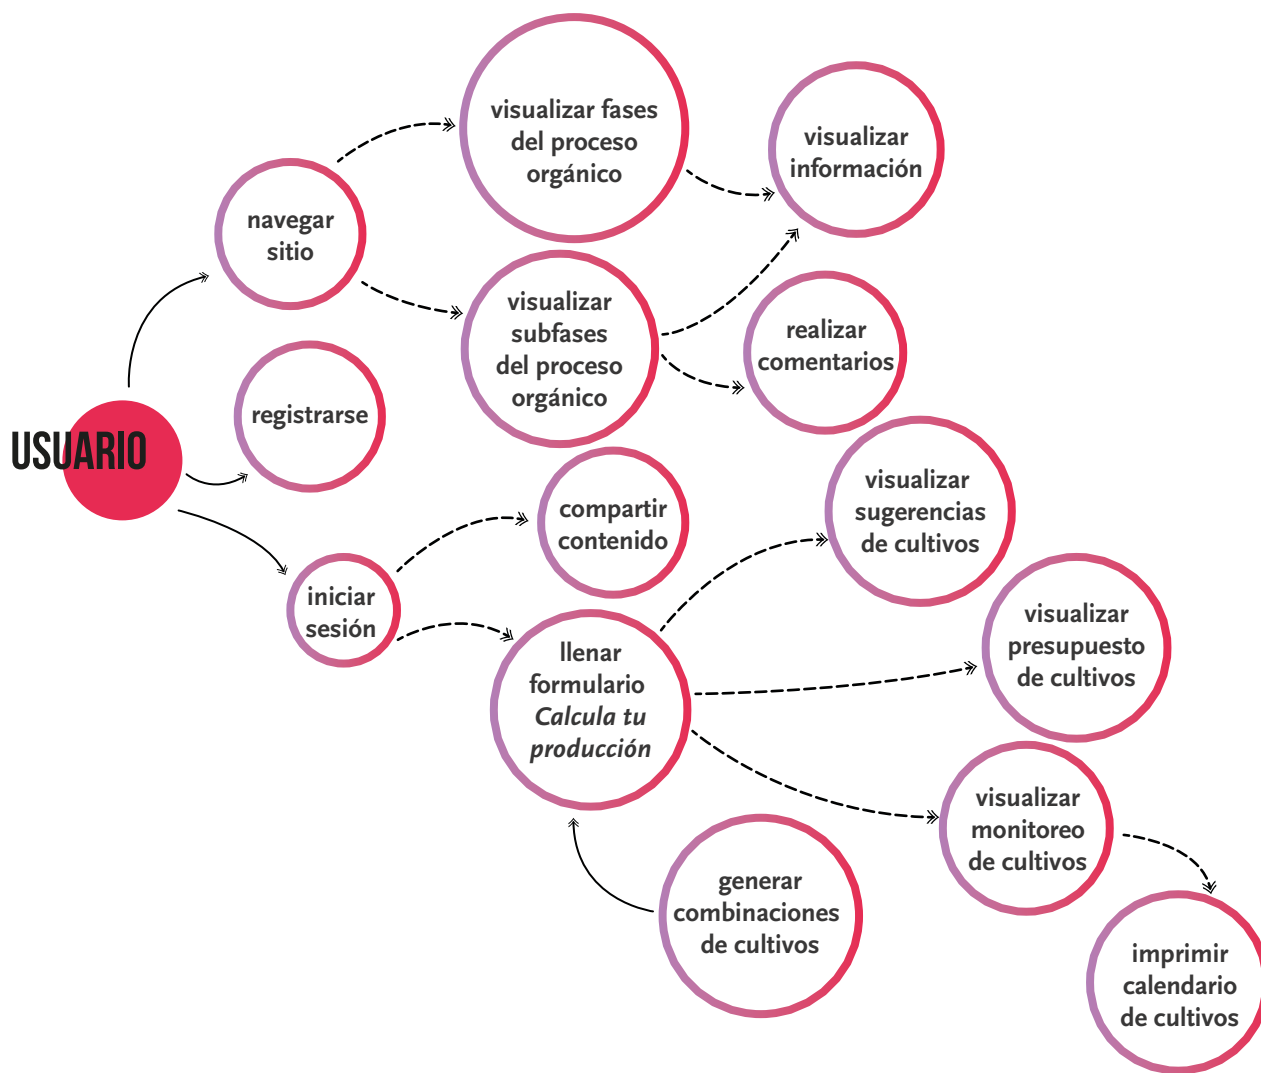 visualizar fases
del proceso
orgánico
visualizar
información
navegar
sitio
visualizar
subfases
del proceso
orgánico
realizar
comentarios
registrarse
USUARIO
compartir
contenido
visualizar
sugerencias
de cultivos
iniciar
sesión
llenar
formulario
Calcula tu
producción
visualizar
presupuesto
de cultivos
visualizar
monitoreo
de cultivos
generar
combinaciones
de cultivos
imprimir
calendario
de cultivos